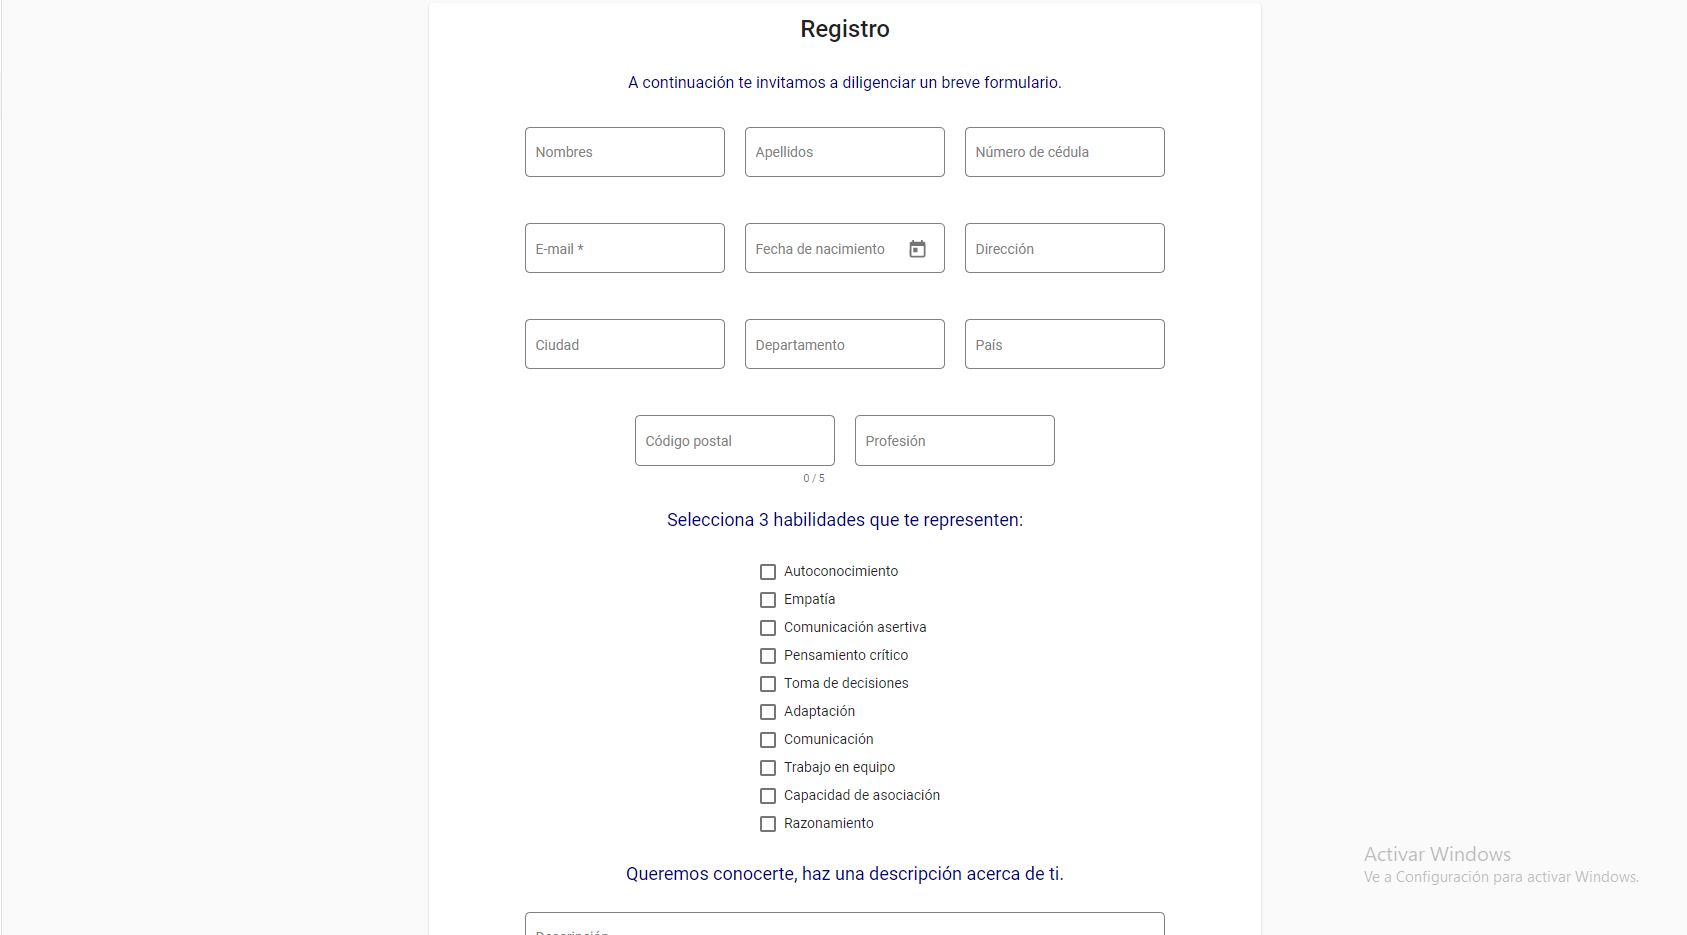 Registro
A continuación te invitamos a diligenciar un breve formulario.
Nombres
Apellidos
Número de cédula
E-mail *
Fecha de nacimiento
Dirección
Ciudad
Departamento
País
Código postal
Profesión
0 / 5
Selecciona 3 habilidades que te representen:
Autoconocimiento
Empatía
Comunicación asertiva
Pensamiento crítico
Toma de decisiones
Adaptación
Comunicación
Trabajo en equipo
Capacidad de asociación
Razonamiento
Queremos conocerte, haz una descripción acerca de ti.
Descripción
Activar Windows
Ve a Configuración para activar Windows.